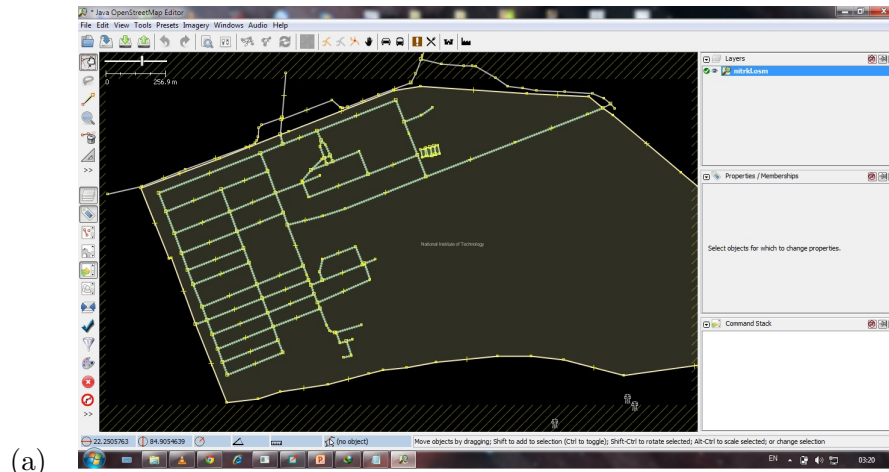 * Java OpenStreetMap Editor
File Edit View Tools Presets Imagery Windows Audio Help
0 256.9 m
Layers
nitrkl.osm
>>
Properties / Memberships
National Institute of Technology
Select objects for which to change properties.
Command Stack
>>
22.2505763 84.9054639 (no object) Move objects by dragging; Shift to add to selection (Ctrl to toggle); Shift-Ctrl to rotate selected; Alt-Ctrl to scale selected; or change selection
(a)
EN 03:20